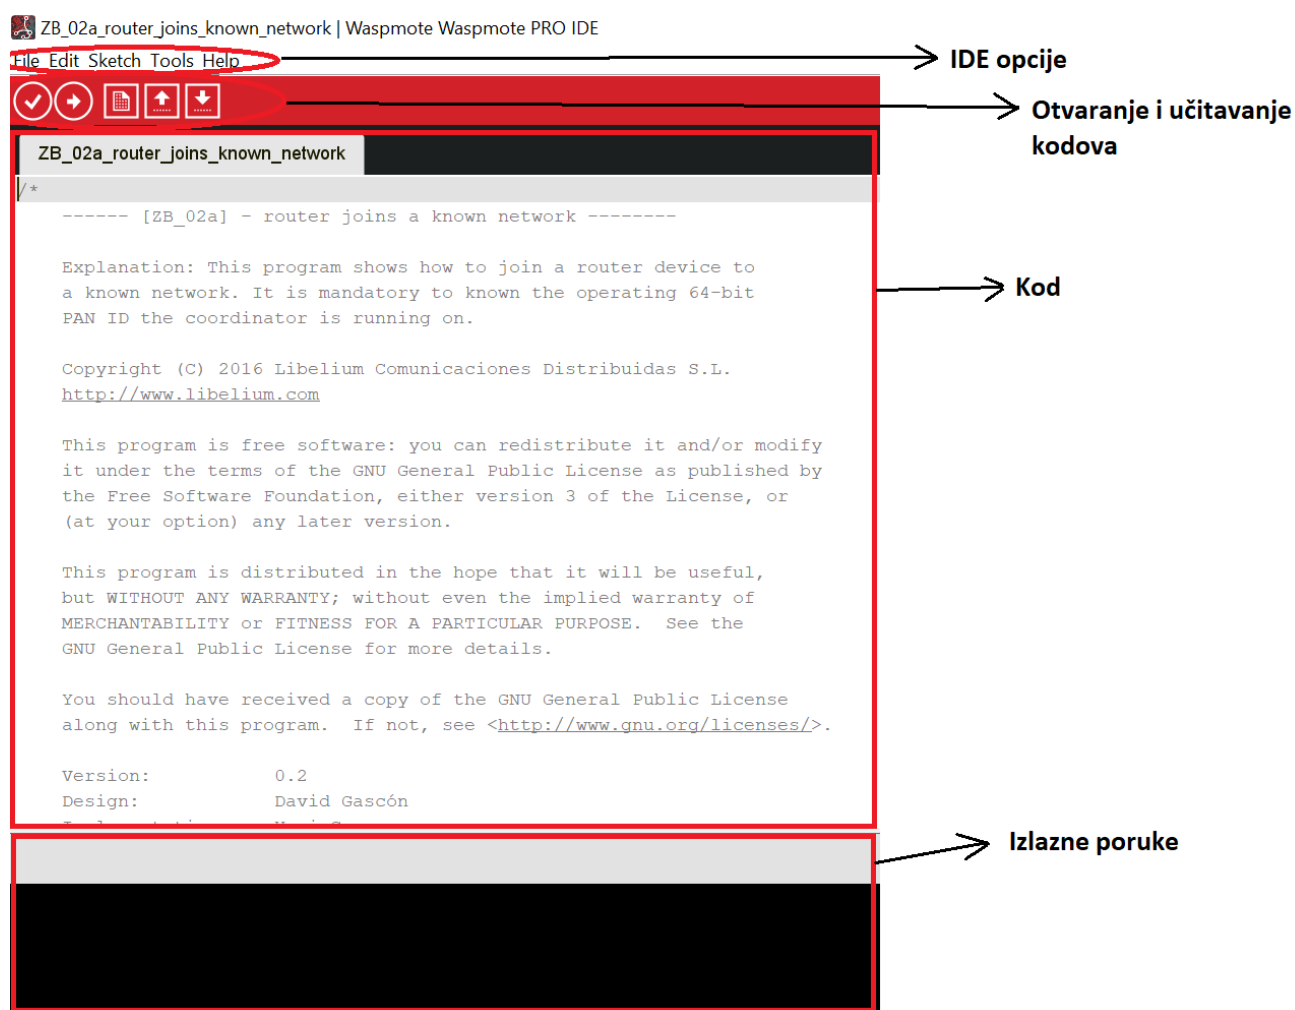 ZB_02a_router_joins_known_network | Waspmote Waspmote PRO IDE
File Edit Sketch Tools Help
IDE opcije
Otvaranje i učitavanje
kodova
ZB_02a_router_joins_known_network
/*
------ [ZB_02a] - router joins a known network --------
Explanation: This program shows how to join a router device to
a known network. It is mandatory to known the operating 64-bit
PAN ID the coordinator is running on.
Kod
Copyright (C) 2016 Libelium Comunicaciones Distribuidas S.L.
http://www.libelium.com
This program is free software: you can redistribute it and/or modify
it under the terms of the GNU General Public License as published by
the Free Software Foundation, either version 3 of the License, or
(at your option) any later version.
This program is distributed in the hope that it will be useful,
but WITHOUT ANY WARRANTY; without even the implied warranty of
MERCHANTABILITY or FITNESS FOR A PARTICULAR PURPOSE.  See the
GNU General Public License for more details.
You should have received a copy of the GNU General Public License
along with this program.  If not, see <http://www.gnu.org/licenses/>.
Version: 0.2
Design: David Gascón
Izlazne poruke